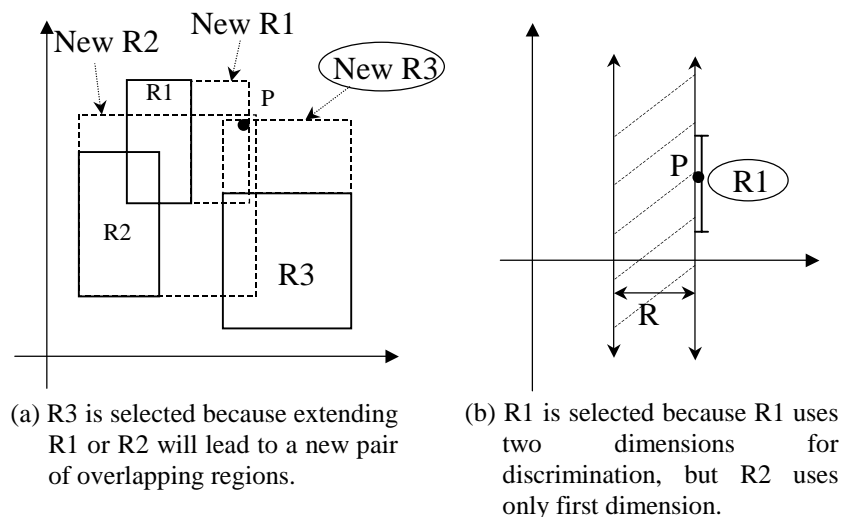 New R1
New R2
New R3
R1
P
R2
R3
P
R1
R
(a) R3 is selected because extending
R1 or R2 will lead to a new pair
of overlapping regions.
(b) R1 is selected because R1 uses
two dimensions for
discrimination, but R2 uses
only first dimension.